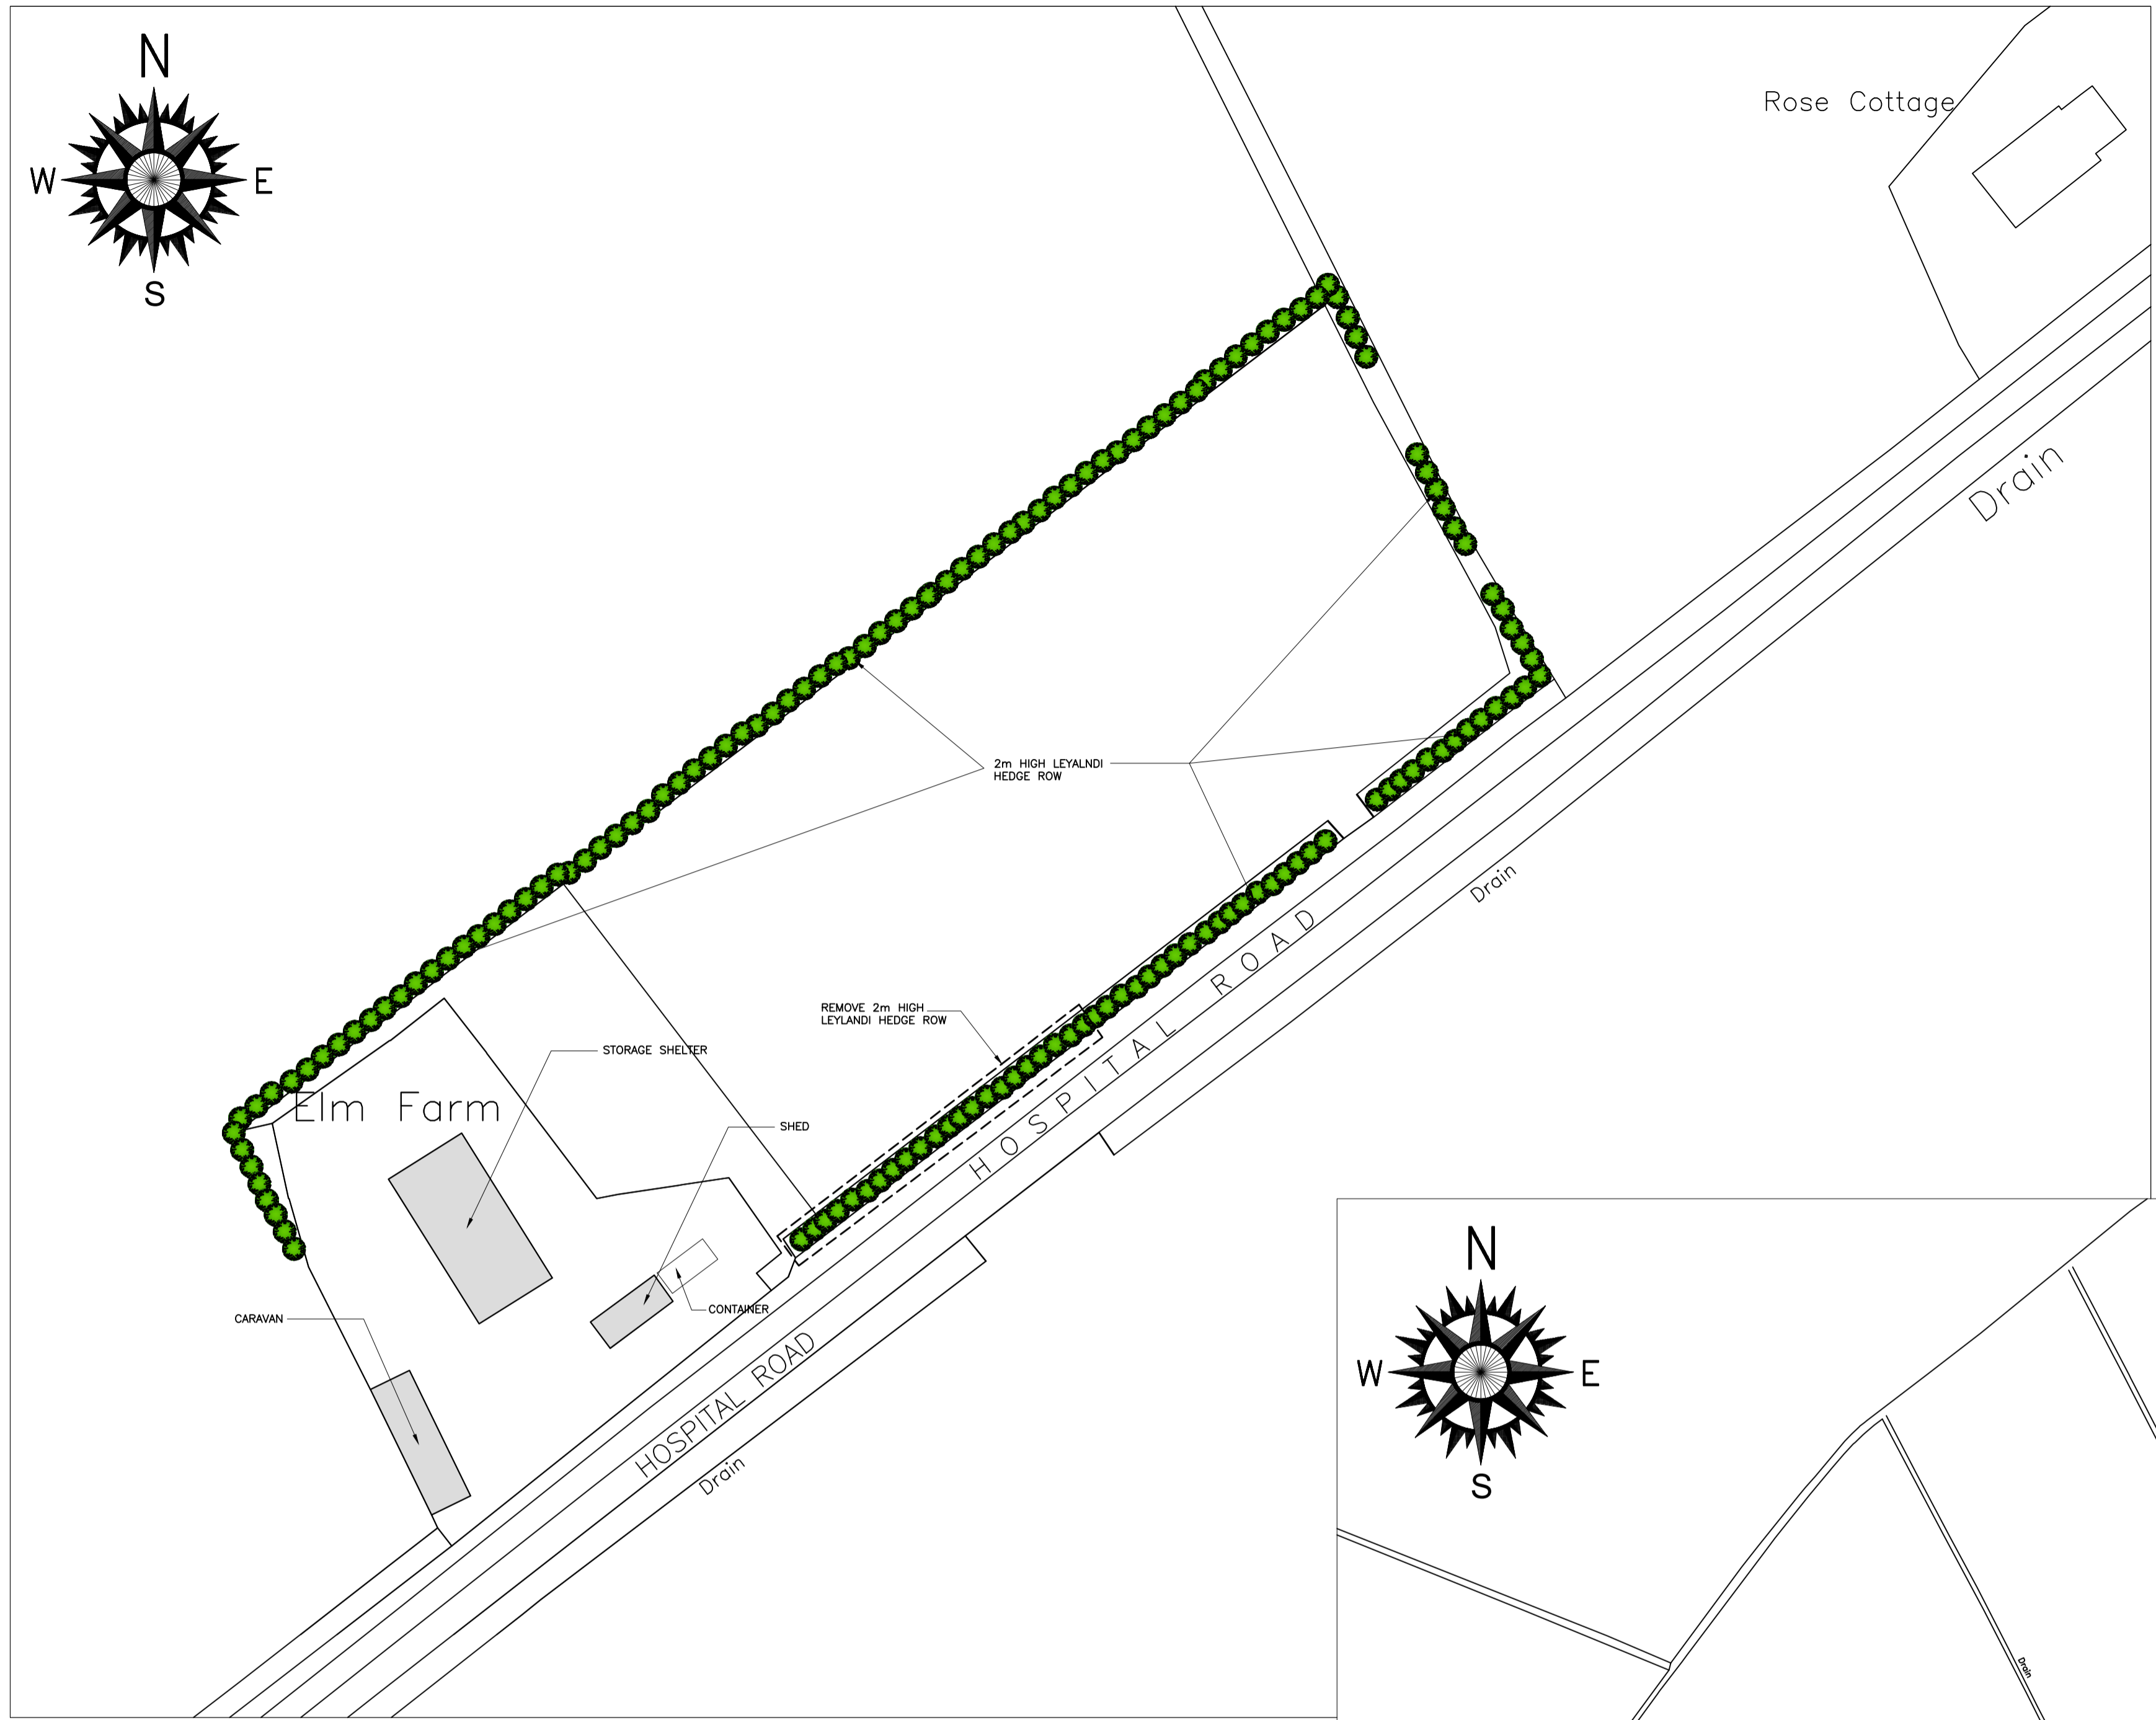 N
W
E
S
Rose Cottage
Drain
2m HIGH LEYALNDI
HEDGE ROW
Drain
REMOVE 2m HIGH
LEYLANDI HEDGE ROW
HOSPITAL ROAD
STORAGE SHELTER
Elm Farm
SHED
CONTAINER
CARAVAN
HOSPITAL ROAD
Drain
N
W
E
S
Drain